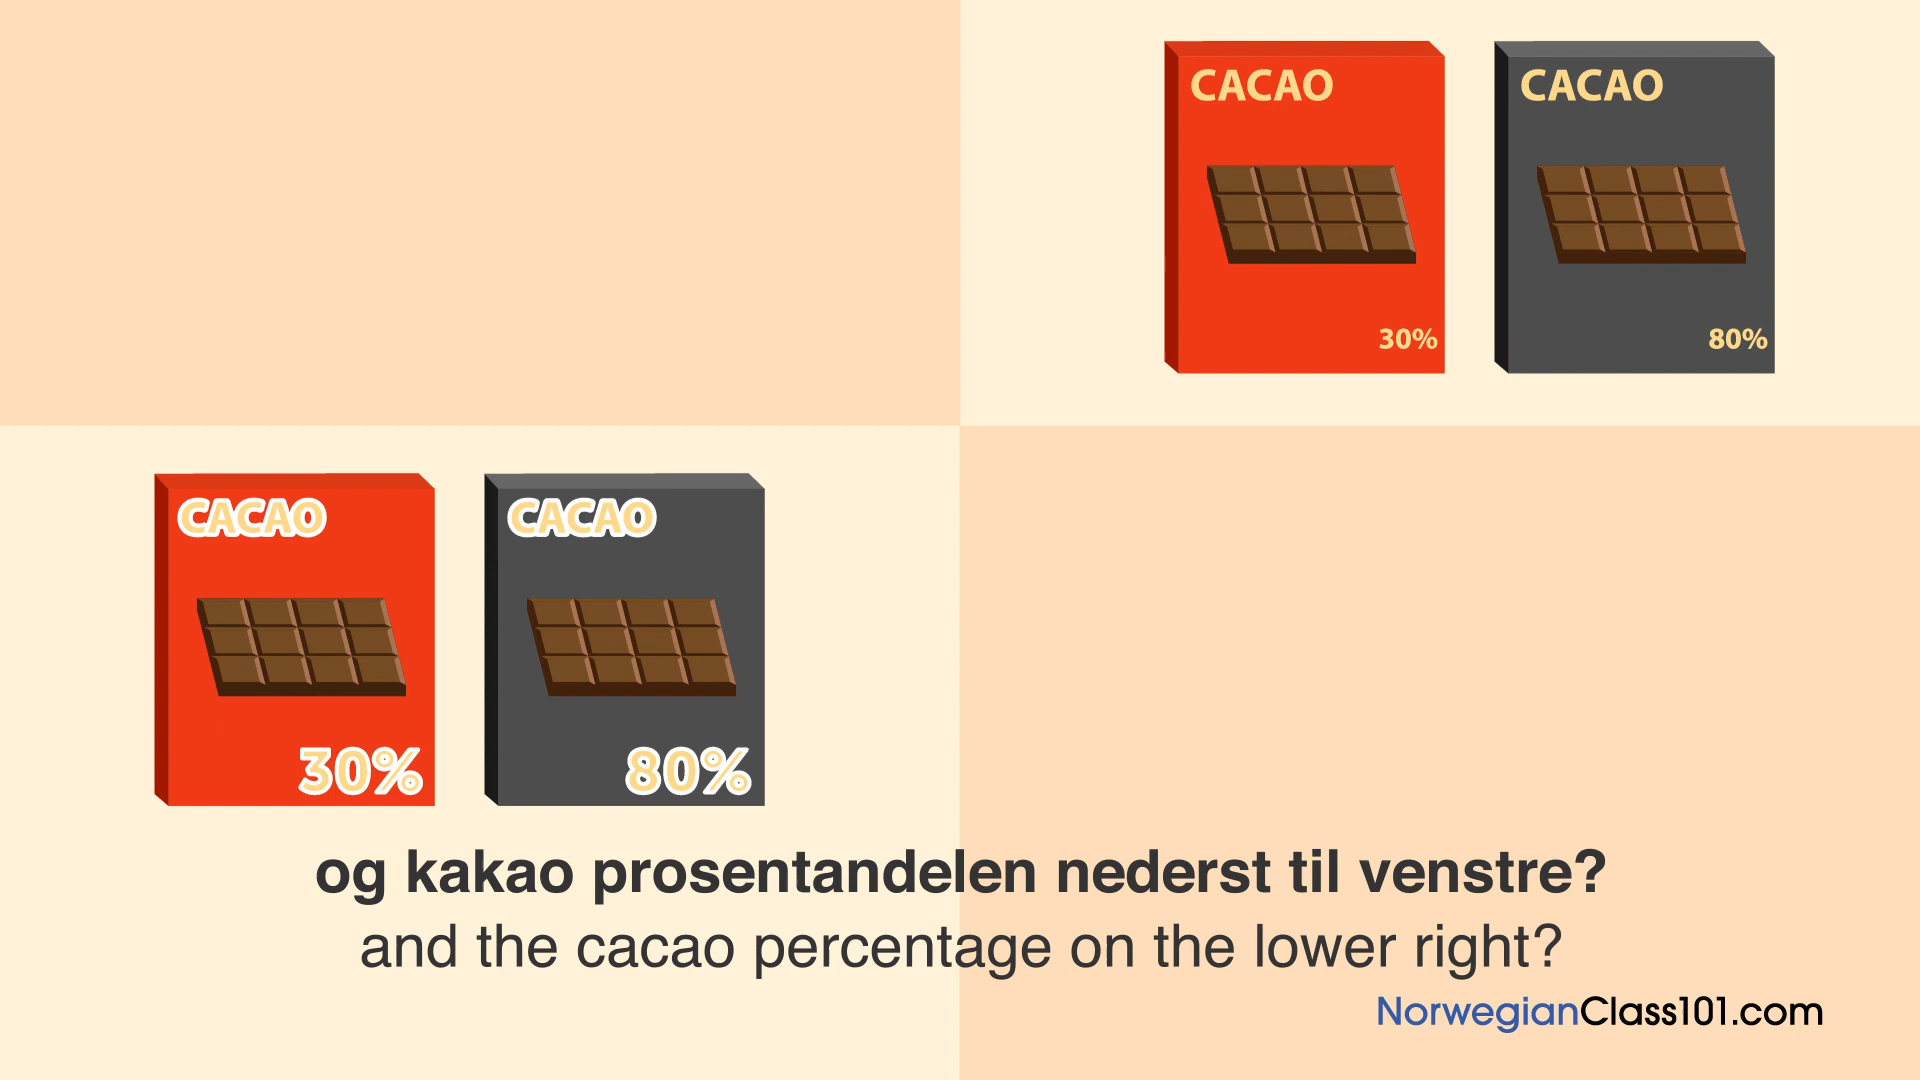 CACAO
CACAO
30%
80%
CACAO
CACAO
30%
80%
og kakao prosentandelen nederst til venstre?
and the cacao percentage on the lower right?
NorwegianClass101.com